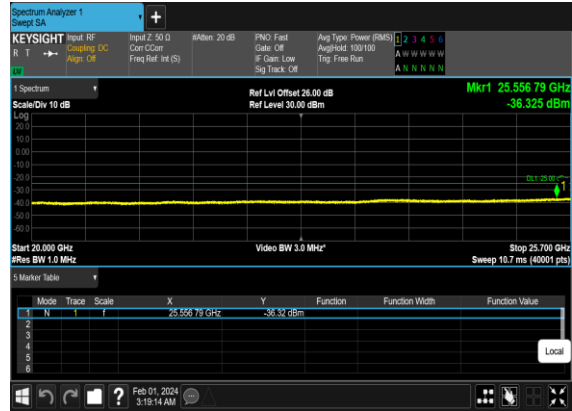 Spectrum Analyzer 1
Swept SA
+
KEYSIGHT Input: RF Input Z: 50 Ω #Atten: 20 dB PNO: Fast Avg Type: Power (RMS) 1 2 3 4 5 6
R T Coupling: DC Corr CCorr Gate: Off Avg|Hold: 100/100 A W W W W W
Align: Off Freq Ref: Int (S) IF Gain: Low Trig: Free Run
Sig Track: Off A N N N N N
1 Spectrum Ref Lvl Offset 26.00 dB Mkr1 25.556 79 GHz
Scale/Div 10 dB Ref Level 30.00 dBm -36.325 dBm
Log
20.0
10.0
0.00
-10.0
-20.0
-30.0
-40.0
-50.0
-60.0
1
Start 20.000 GHz Video BW 3.0 MHz* Stop 25.700 GHz
#Res BW 1.0 MHz Sweep 10.7 ms (40001 pts)
5 Marker Table
Mode Trace Scale X Y Function Function Width Function Value
1 N 1 f 25.556 79 GHz -36.32 dBm
2
3
4
5
6
Local
? Feb 01, 2024
3:19:14 AM